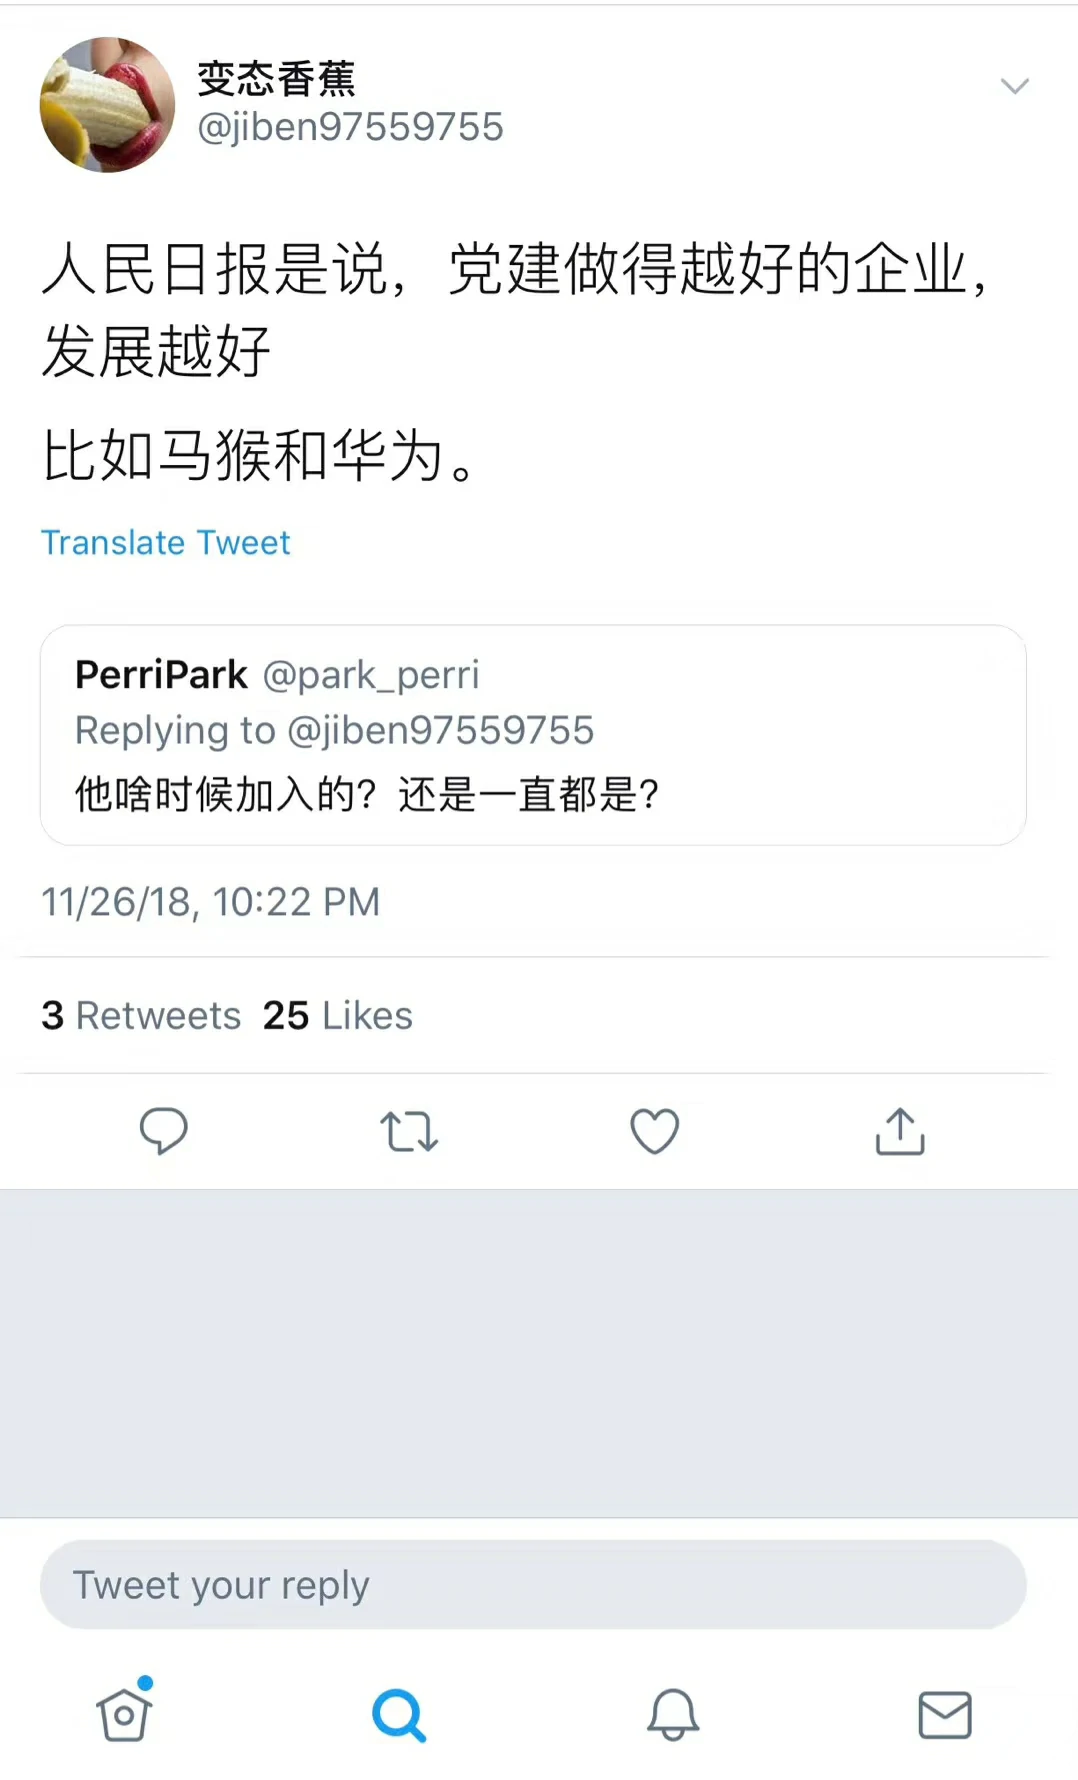 变态香蕉
@jiben97559755
人民日报是说，党建做得越好的企业，
发展越好
比如马猴和华为。
Translate Tweet
PerriPark @park_perri
Replying to @jiben97559755
他啥时候加入的？还是一直都是？
11/26/18, 10:22 PM
3 Retweets 25 Likes
Tweet your reply